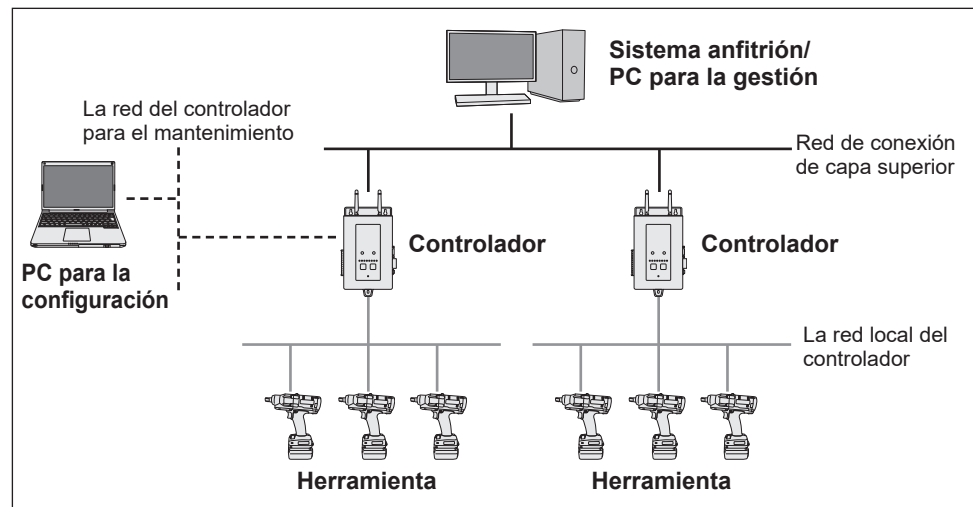 Sistema anfitrión/
PC para la gestión
La red del controlador
para el mantenimiento
Red de conexión
de capa superior
PC para la
configuración
Controlador
Controlador
La red local del
controlador
Herramienta
Herramienta